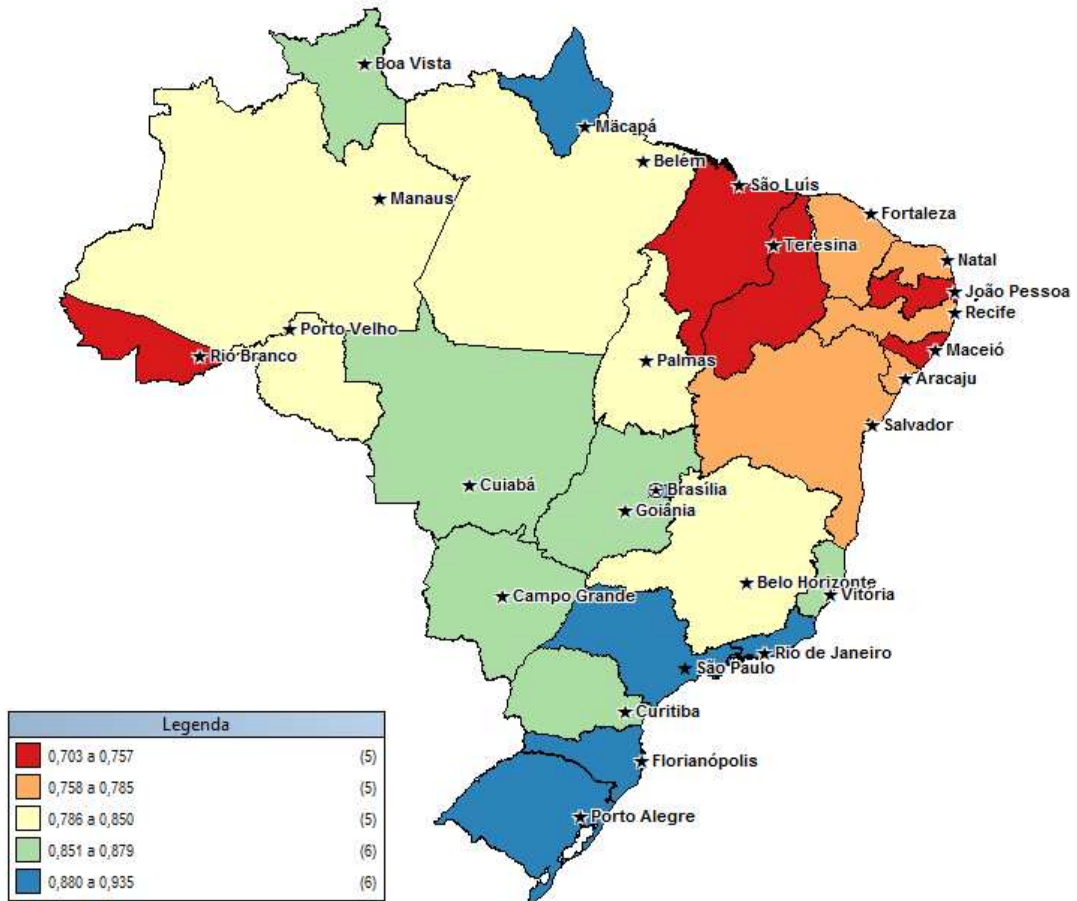 Boa Vista
Mäcapá
Belém
São Luís
Manaus
Fortaleza
Teresina
Natal
João Pessoa
Recife
Porto Velho
Maceió
Rio Branco
Palmas
Aracaju
Salvador
Cuiabá
Brasília
Goiânia
Belo Horizonte
Campo Grande
Vitória
Rio de Janeiro
São Paulo
Curitiba
Florianópolis
Porto Alegre
Legenda
0,703 a 0,757 (5)
0,758 a 0,785 (5)
0,786 a 0,850 (5)
0,851 a 0,879 (6)
0,880 a 0,935 (6)